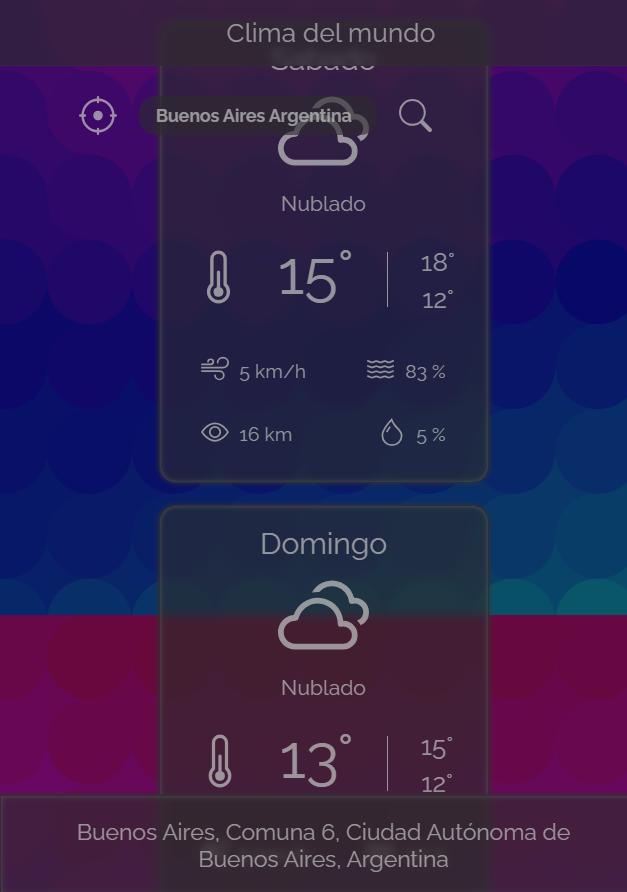 Clima del mundo
Sábado
Buenos Aires Argentina
Nublado
15°
18°
12°
5 km/h
83 %
16 km
5 %
Domingo
Nublado
13°
15°
12°
Buenos Aires, Comuna 6, Ciudad Autónoma de
Buenos Aires, Argentina